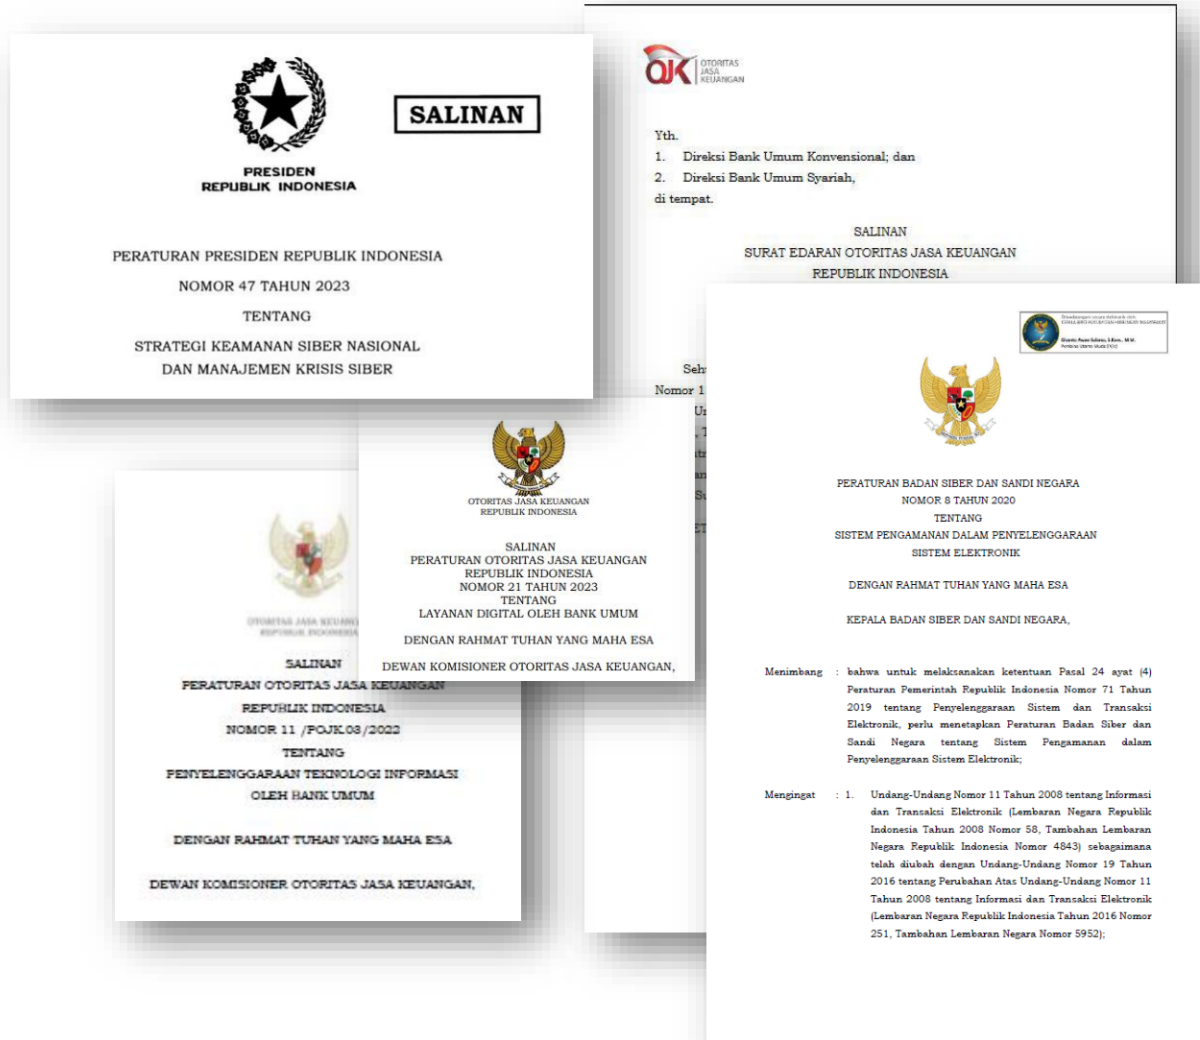 SALINAN
PRESIDEN
REPUBLIK INDONESIA
PERATURAN PRESIDEN REPUBLIK INDONESIA
NOMOR 47 TAHUN 2023
TENTANG
STRATEGI KEAMANAN SIBER NASIONAL
DAN MANAJEMEN KRISIS SIBER
OJK
OTORITAS
JASA
KEUANGAN
Yth.
1. Direksi Bank Umum Konvensional; dan
2. Direksi Bank Umum Syariah,
di tempat.
SALINAN
SURAT EDARAN OTORITAS JASA KEUANGAN
REPUBLIK INDONESIA
Nomor 1
OTORITAS JASA KEUANGAN
REPUBLIK INDONESIA
SALINAN
PERATURAN OTORITAS JASA KEUANGAN
REPUBLIK INDONESIA
NOMOR 21 TAHUN 2023
TENTANG
LAYANAN DIGITAL OLEH BANK UMUM
DENGAN RAHMAT TUHAN YANG MAHA ESA
DEWAN KOMISIONER OTORITAS JASA KEUANGAN,
OTORITAS JASA
REPUBLIK INDONESIA
SALINAN
PERATURAN OTORITAS JASA KEUANGAN
REPUBLIK INDONESIA
NOMOR 11 /POJK.03/2022
TENTANG
PENYELENGGARAAN TEKNOLOGI INFORMASI
OLEH BANK UMUM
DENGAN RAHMAT TUHAN YANG MAHA ESA
DEWAN KOMISIONER OTORITAS JASA KEUANGAN,
PERATURAN BADAN SIBER DAN SANDI NEGARA
NOMOR 8 TAHUN 2020
TENTANG
SISTEM PENGAMANAN DALAM PENYELENGGARAAN
SISTEM ELEKTRONIK
DENGAN RAHMAT TUHAN YANG MAHA ESA
KEPALA BADAN SIBER DAN SANDI NEGARA,
Menimbang : bahwa untuk melaksanakan ketentuan Pasal 24 ayat (4)
Peraturan Pemerintah Republik Indonesia Nomor 71 Tahun
2019 tentang Penyelenggaraan Sistem dan Transaksi
Elektronik, perlu menetapkan Peraturan Badan Siber dan
Sandi Negara tentang Sistem Pengamanan dalam
Penyelenggaraan Sistem Elektronik;
Mengingat : 1. Undang-Undang Nomor 11 Tahun 2008 tentang Informasi
dan Transaksi Elektronik (Lembaran Negara Republik
Indonesia Tahun 2008 Nomor 58, Tambahan Lembaran
Negara Republik Indonesia Nomor 4843) sebagaimana
telah diubah dengan Undang-Undang Nomor 19 Tahun
2016 tentang Perubahan Atas Undang-Undang Nomor 11
Tahun 2008 tentang Informasi dan Transaksi Elektronik
(Lembaran Negara Republik Indonesia Tahun 2016 Nomor
251, Tambahan Lembaran Negara Nomor 5952);